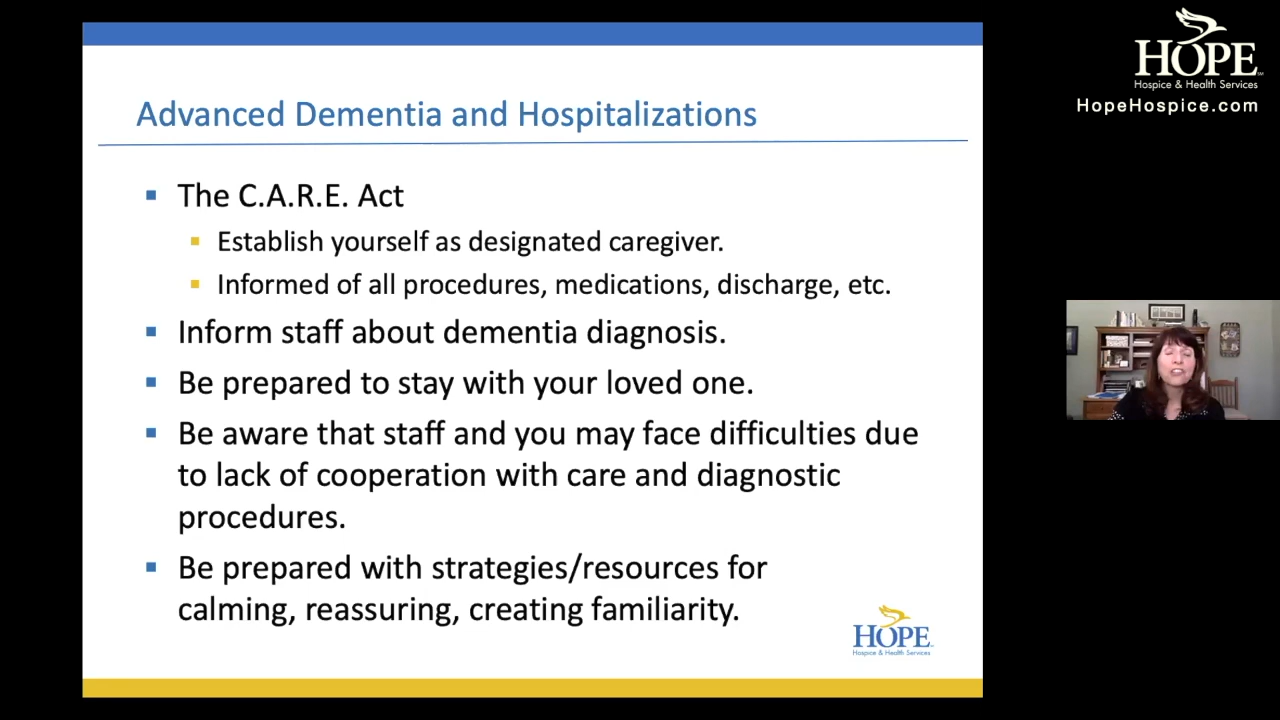 Advanced Dementia and Hospitalizations
The C.A.R.E. Act
Establish yourself as designated caregiver.
Informed of all procedures, medications, discharge, etc.
Inform staff about dementia diagnosis.
Be prepared to stay with your loved one.
Be aware that staff and you may face difficulties due
to lack of cooperation with care and diagnostic
procedures.
Be prepared with strategies/resources for
calming, reassuring, creating familiarity.
HOPE
Hospice & Health Services
HOPE
Hospice & Health Services
HopeHospice.com